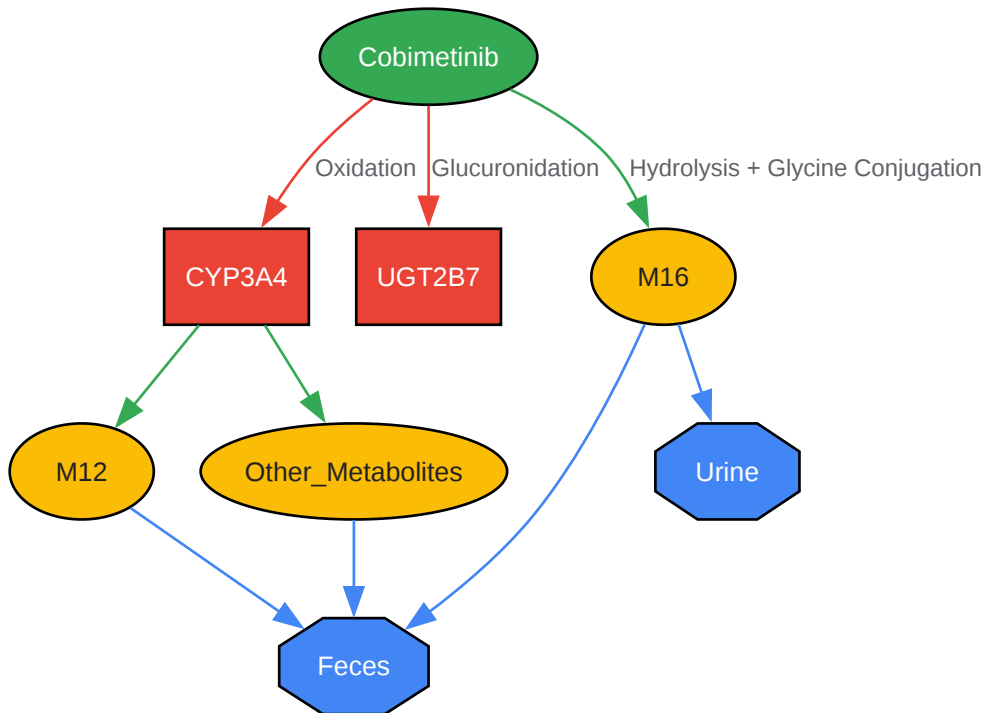 Cobimetinib
Oxidation
Glucuronidation
Hydrolysis + Glycine Conjugation
CYP3A4
UGT2B7
M16
M12
Other_Metabolites
Urine
Feces